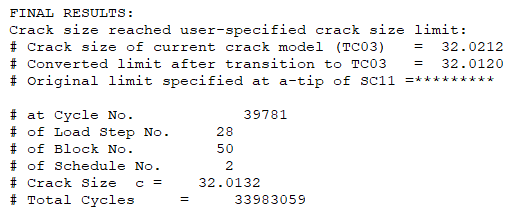 FINAL RESULTS:
Crack size reached user-specified crack size limit:
# Crack size of current crack model (TC03)   =  32.0212
# Converted limit after transition to TC03   =  32.0120
# Original limit specified at a-tip of SC11 =*********
# at Cycle No.             39781
# of Load Step No.     28
# of Block No.         50
# of Schedule No.       2
# Crack Size  c =    32.0132
# Total Cycles     =     33983059